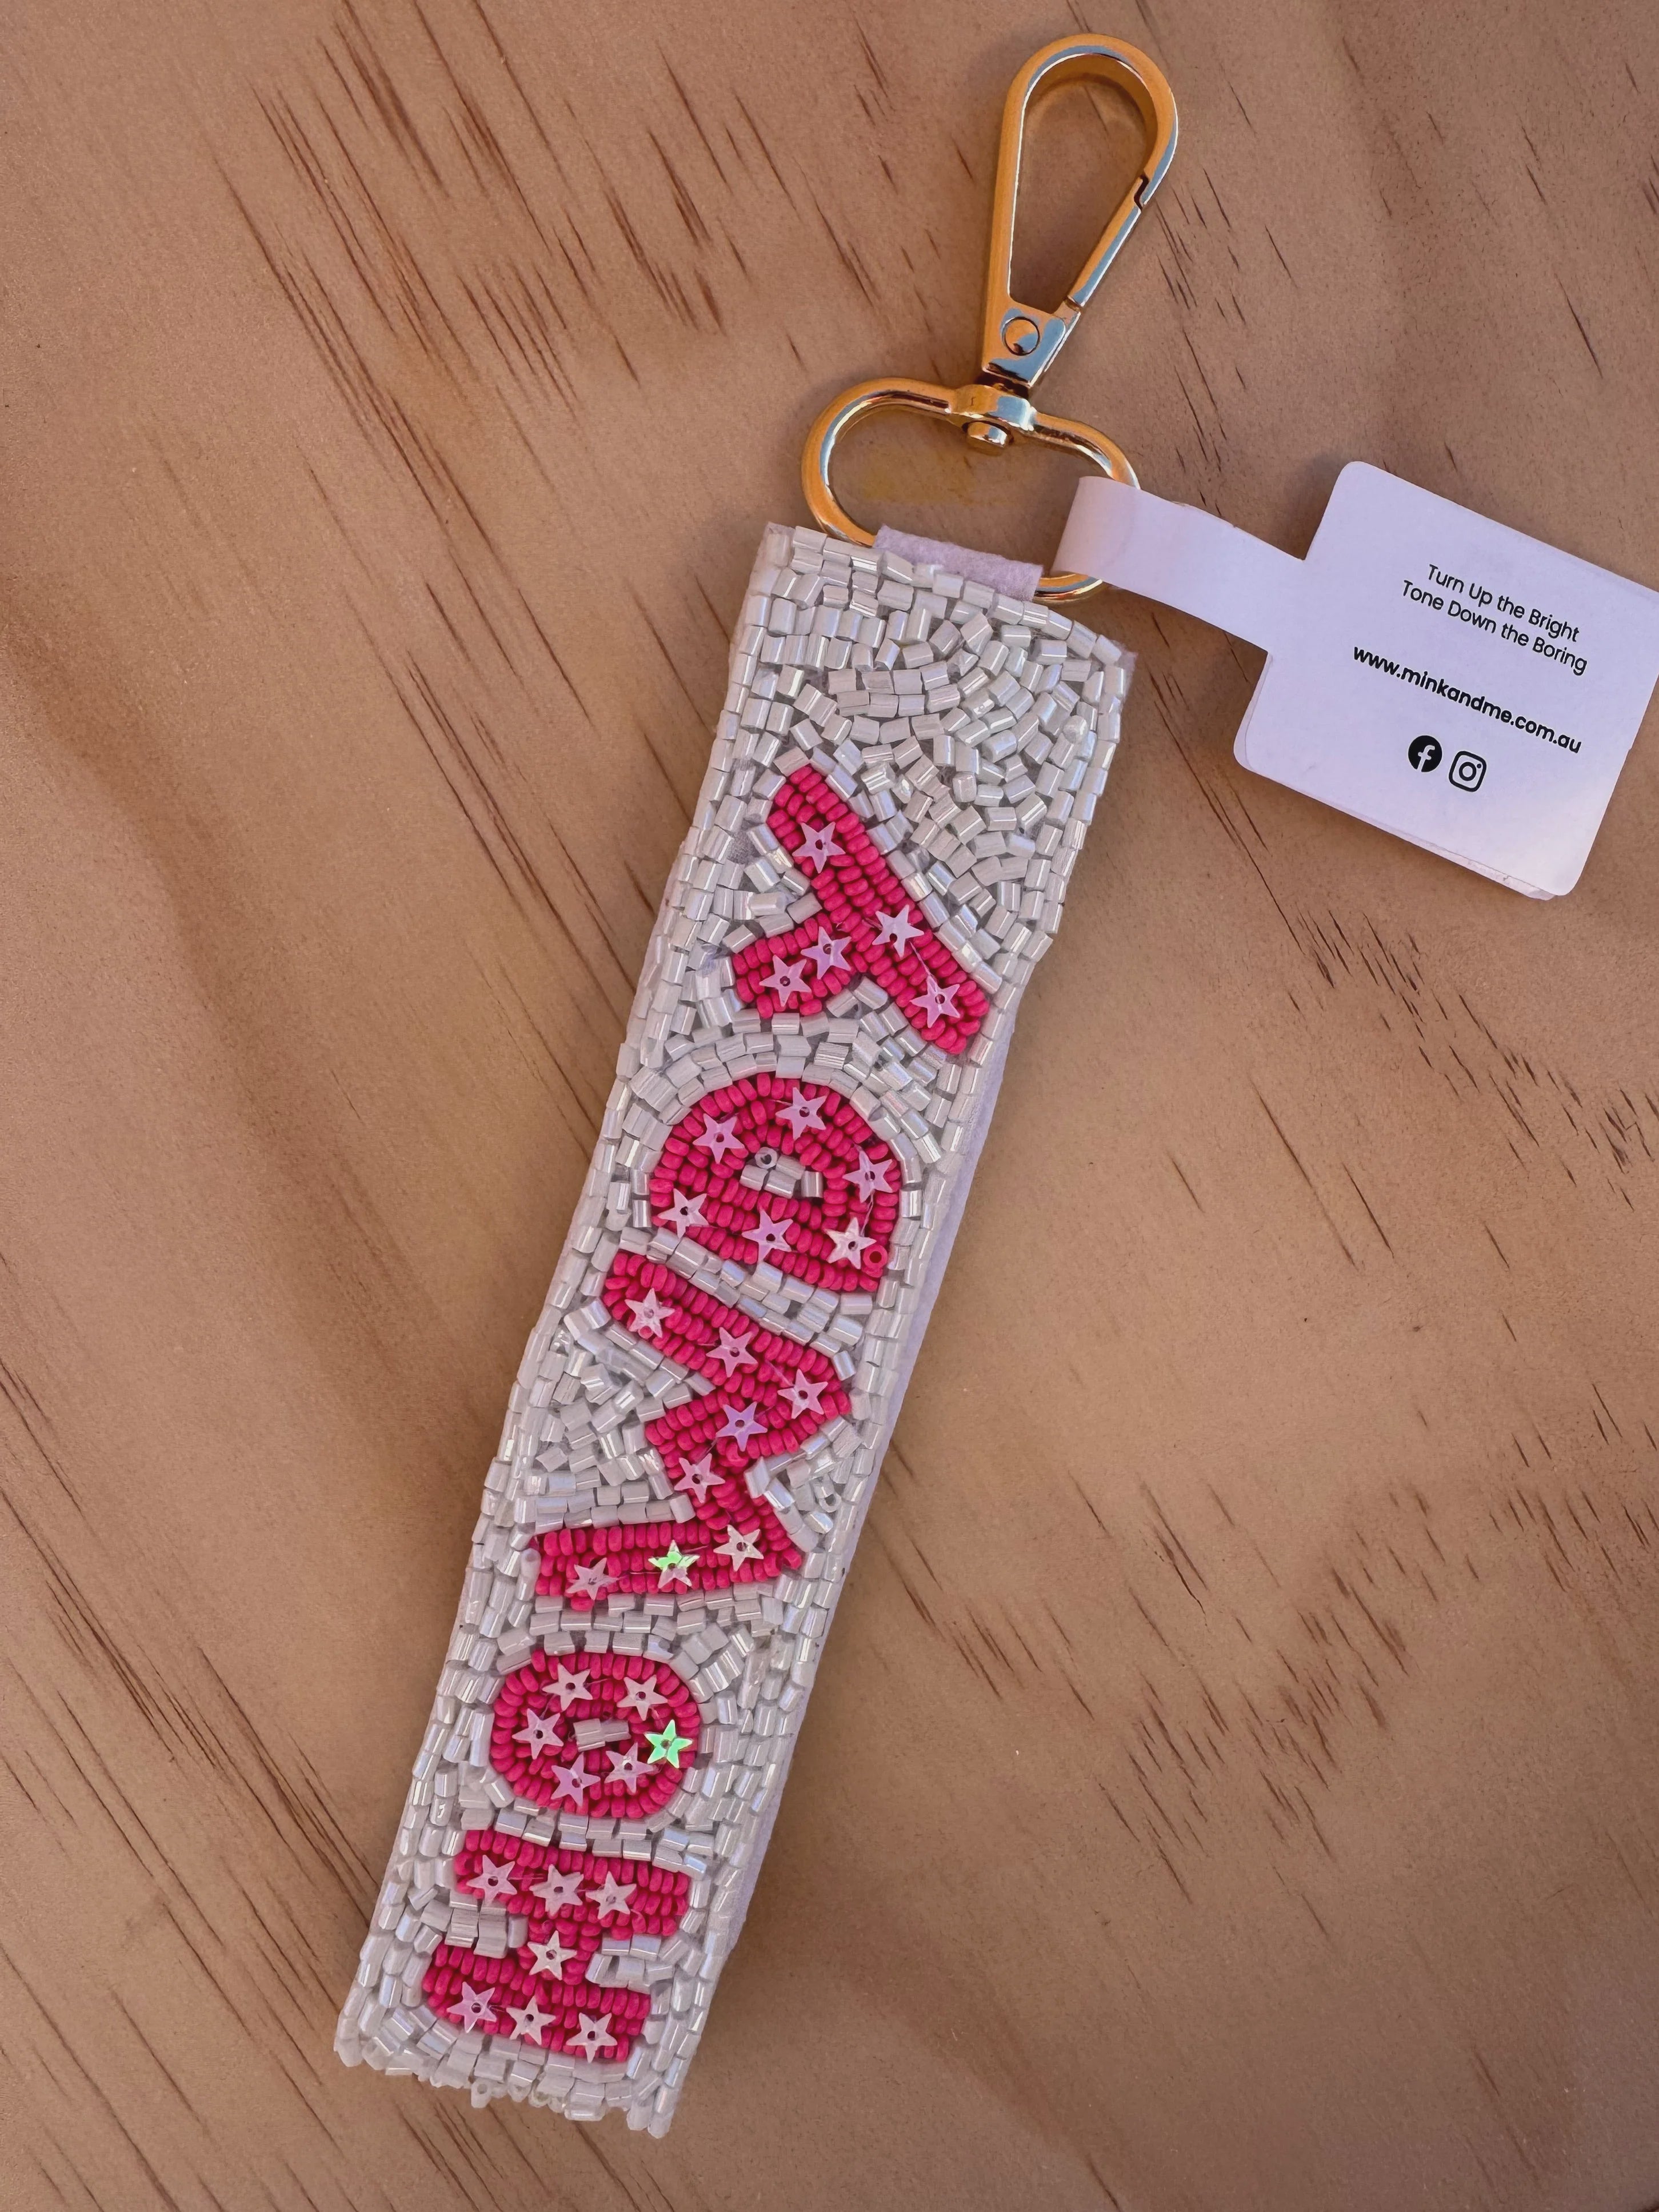 HOWDY
Turn Up the Bright
Tone Down the Boring
www.minkandme.com.au